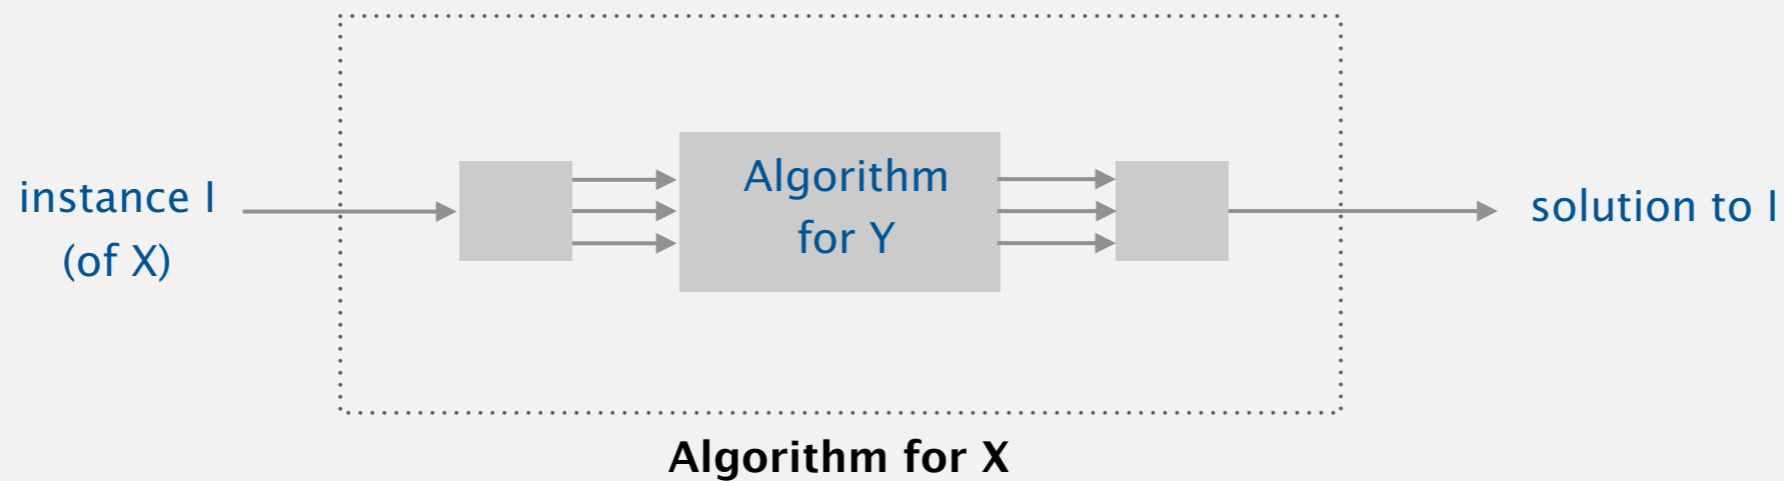 instance I
(of X)
Algorithm
for Y
solution to I
Algorithm for X